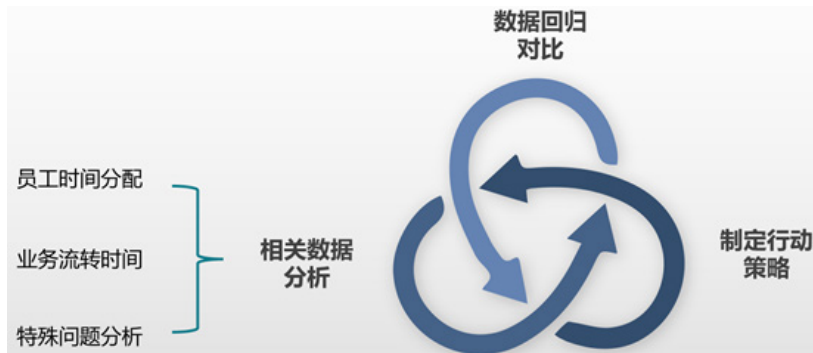 数据回归
对比
员工时间分配
业务流转时间
特殊问题分析
相关数据
分析
制定行动
策略